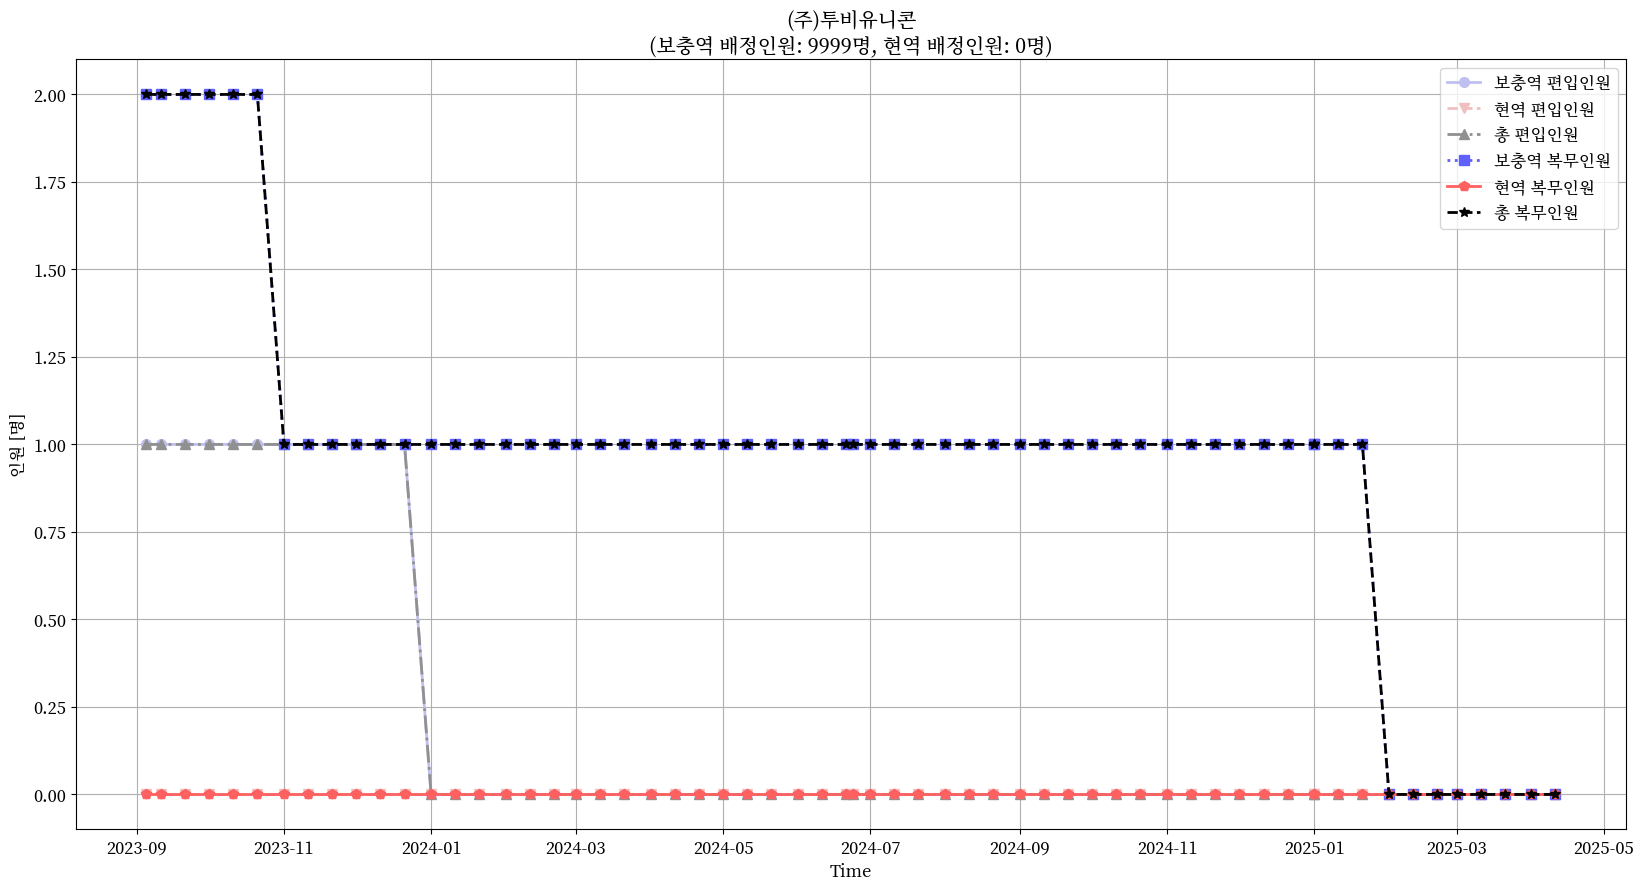 (주)투비유니콘
(보충역 배정인원: 9999명, 현역 배정인원: 0명)
보충역 편입인원
현역 편입인원
총 편입인원
보충역 복무인원
현역 복무인원
총 복무인원
인원 [명]
2.00
1.75
1.50
1.25
1.00
0.75
0.50
0.25
0.00
2023-09 2023-11 2024-01 2024-03 2024-05 2024-07 2024-09 2024-11 2025-01 2025-03 2025-05
Time